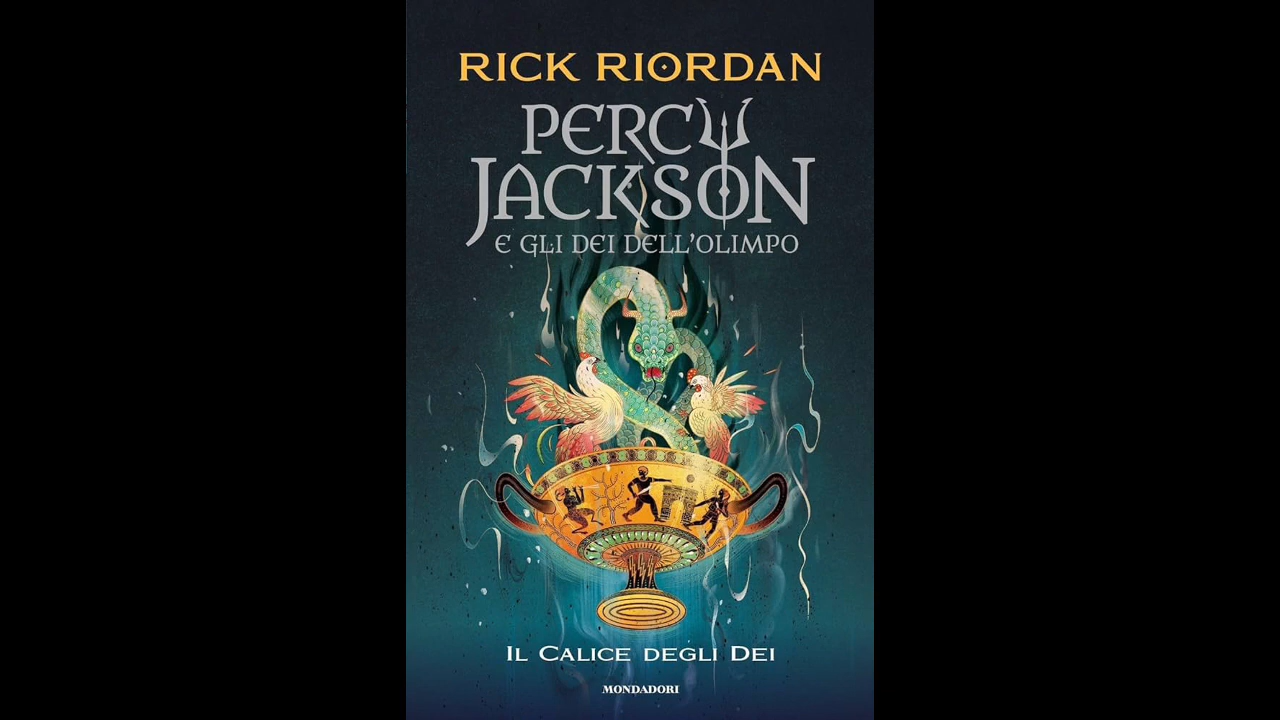 RICK RIORDAN
PERCY
JACKSON
E GLI DEI DELL'OLIMPO
IL CALICE DEGLI DEI
MONDADORI